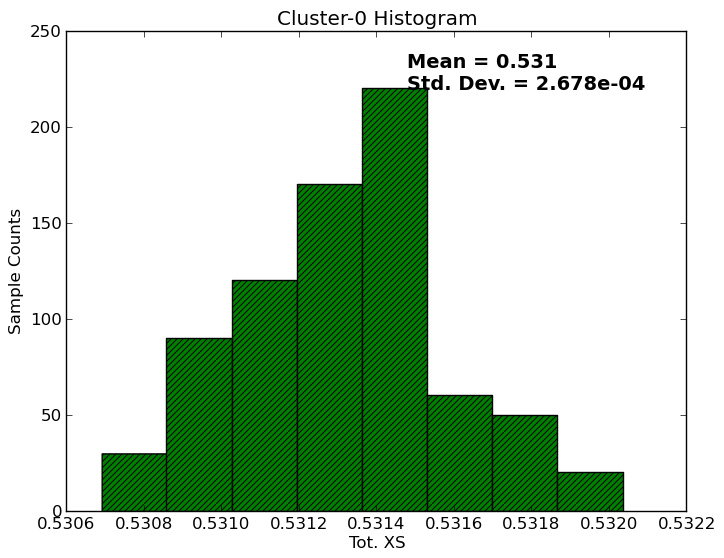 Cluster-0 Histogram
Mean = 0.531
Std. Dev. = 2.678e-04
250
200
150
100
50
0
Sample Counts
0.5306 0.5308 0.5310 0.5312 0.5314 0.5316 0.5318 0.5320 0.5322
Tot. XS